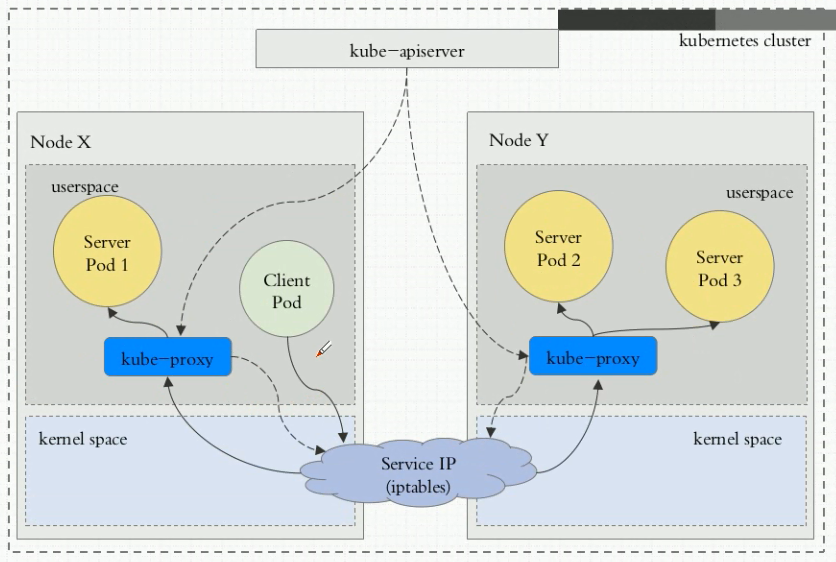 kubernetes cluster
kube-apiserver
Node X
userspace
Server
Pod 1
Client
Pod
kube-proxy
kernel space
Node Y
userspace
Server
Pod 2
Server
Pod 3
kube-proxy
kernel space
Service IP
(iptables)